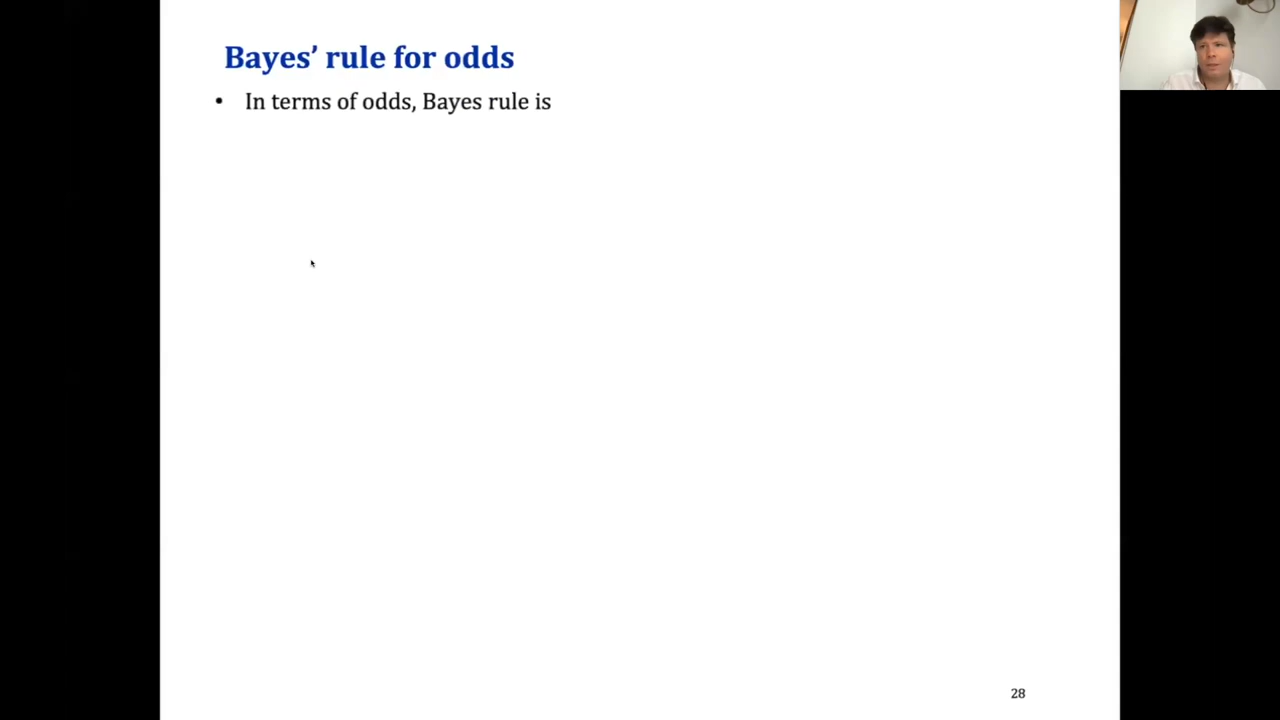 Bayes’ rule for odds
• In terms of odds, Bayes rule is
28